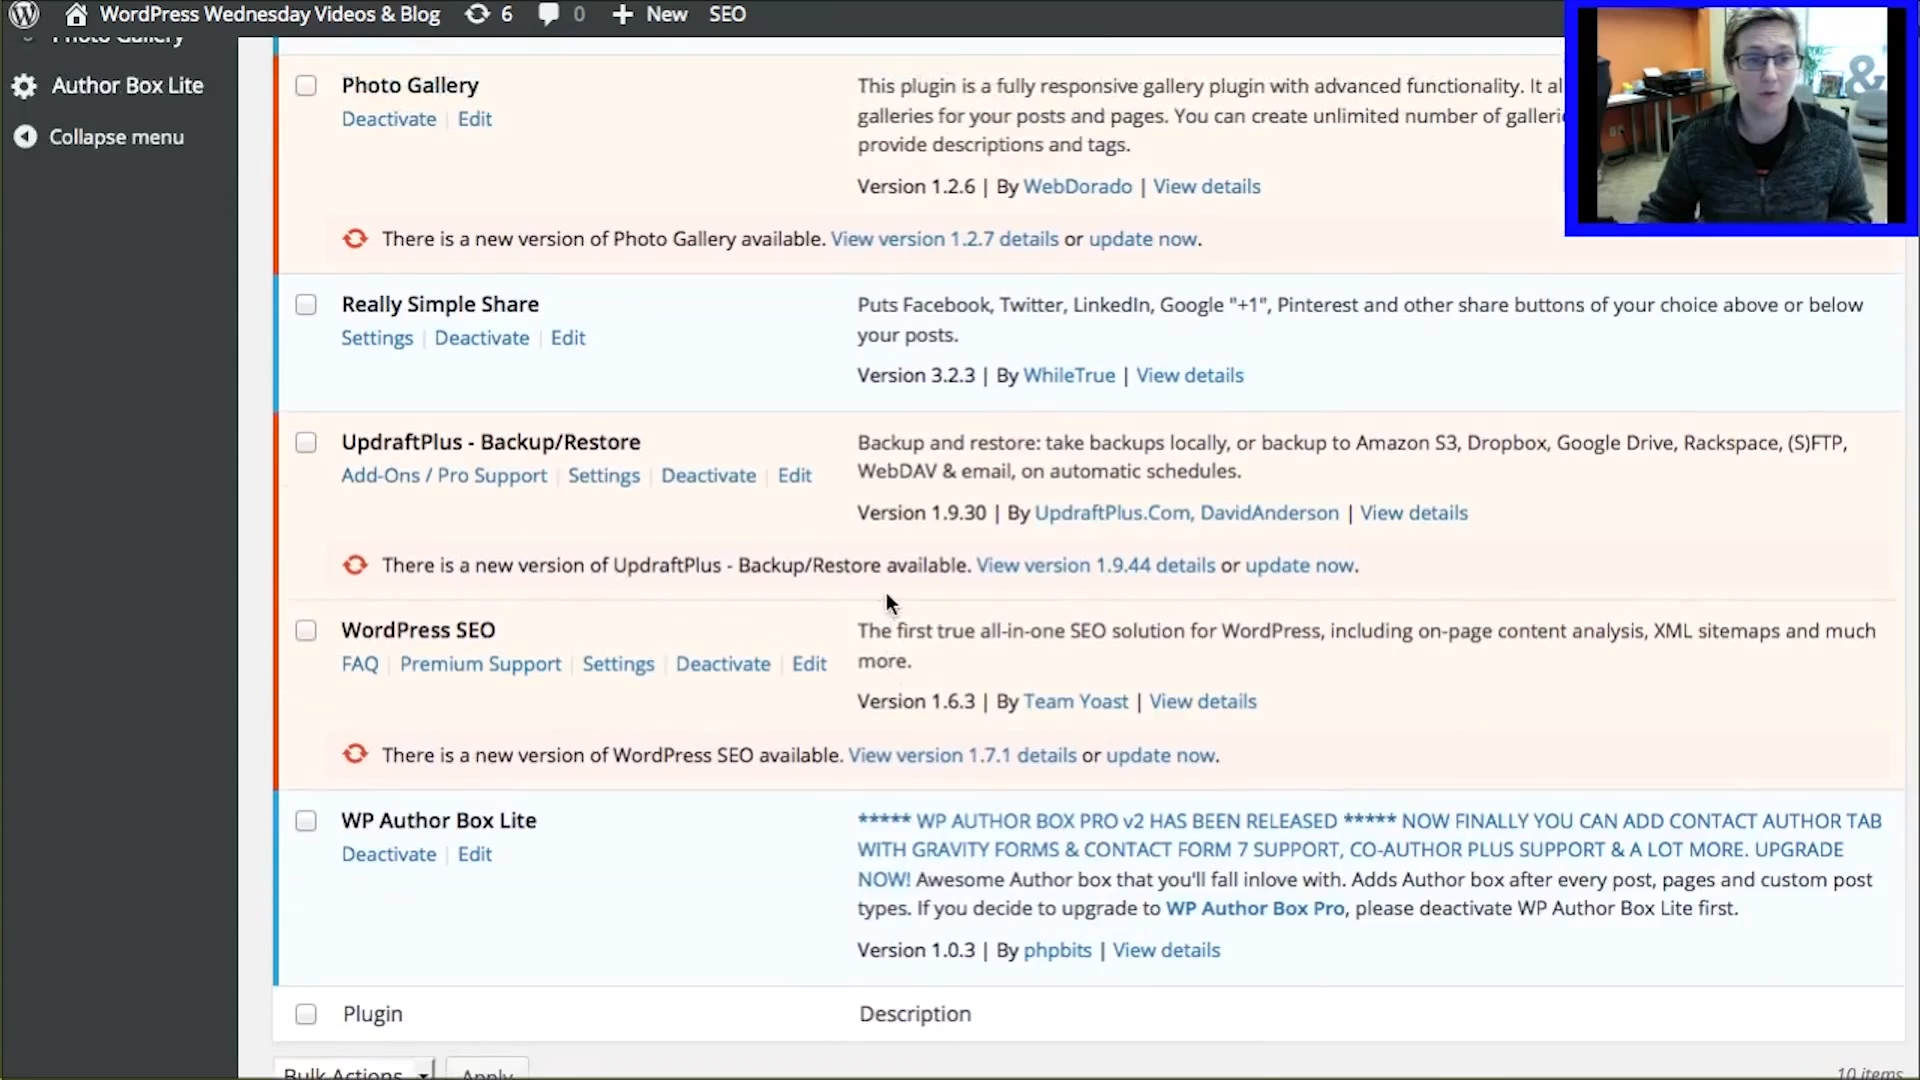 WordPress Wednesday Videos & Blog 6 0 New SEO
Photo Gallery
Author Box Lite
Collapse menu
Photo Gallery
Deactivate | Edit
This plugin is a fully responsive gallery plugin with advanced functionality. It al
galleries for your posts and pages. You can create unlimited number of galleri
provide descriptions and tags.
Version 1.2.6 | By WebDorado | View details
There is a new version of Photo Gallery available. View version 1.2.7 details or update now.
Really Simple Share
Settings | Deactivate | Edit
Puts Facebook, Twitter, LinkedIn, Google "+1", Pinterest and other share buttons of your choice above or below
your posts.
Version 3.2.3 | By WhileTrue | View details
UpdraftPlus - Backup/Restore
Add-Ons / Pro Support | Settings | Deactivate | Edit
Backup and restore: take backups locally, or backup to Amazon S3, Dropbox, Google Drive, Rackspace, (S)FTP,
WebDAV & email, on automatic schedules.
Version 1.9.30 | By UpdraftPlus.Com, DavidAnderson | View details
There is a new version of UpdraftPlus - Backup/Restore available. View version 1.9.44 details or update now.
WordPress SEO
FAQ | Premium Support | Settings | Deactivate | Edit
The first true all-in-one SEO solution for WordPress, including on-page content analysis, XML sitemaps and much
more.
Version 1.6.3 | By Team Yoast | View details
There is a new version of WordPress SEO available. View version 1.7.1 details or update now.
WP Author Box Lite
Deactivate | Edit
***** WP AUTHOR BOX PRO v2 HAS BEEN RELEASED ***** NOW FINALLY YOU CAN ADD CONTACT AUTHOR TAB
WITH GRAVITY FORMS & CONTACT FORM 7 SUPPORT, CO-AUTHOR PLUS SUPPORT & A LOT MORE. UPGRADE
NOW! Awesome Author box that you'll fall inlove with. Adds Author box after every post, pages and custom post
types. If you decide to upgrade to WP Author Box Pro, please deactivate WP Author Box Lite first.
Version 1.0.3 | By phpbits | View details
Plugin Description
Bulk Actions Apply
10 items
&